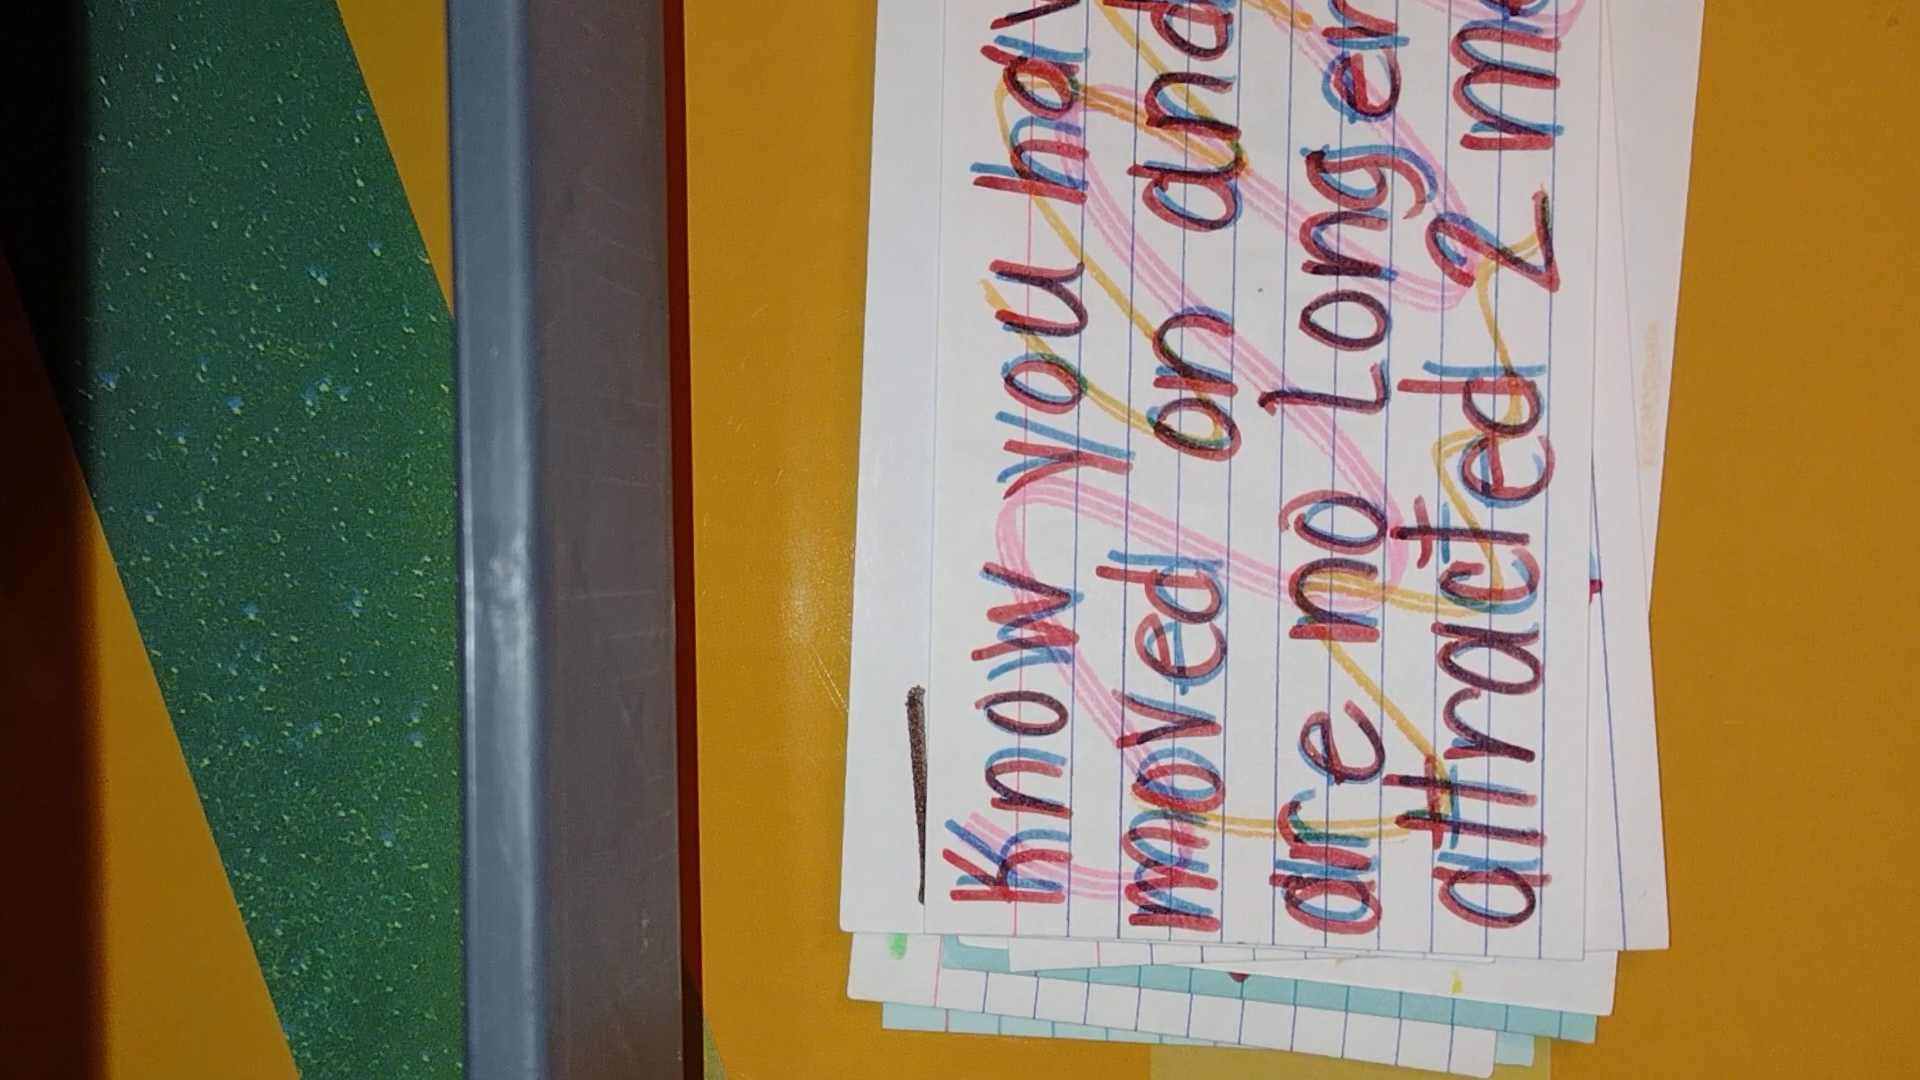 Know you hav
moved on and
are no Longer
attracted 2 me